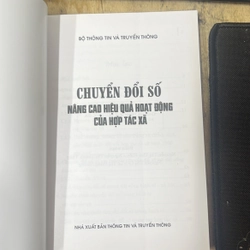 BỘ THÔNG TIN VÀ TRUYỀN THÔNG
CHUYỂN ĐỔI SỐ
NÂNG CAO HIỆU QUẢ HOẠT ĐỘNG
CỦA HỢP TÁC XÃ
NHÀ XUẤT BẢN THÔNG TIN VÀ TRUYỀN THÔNG